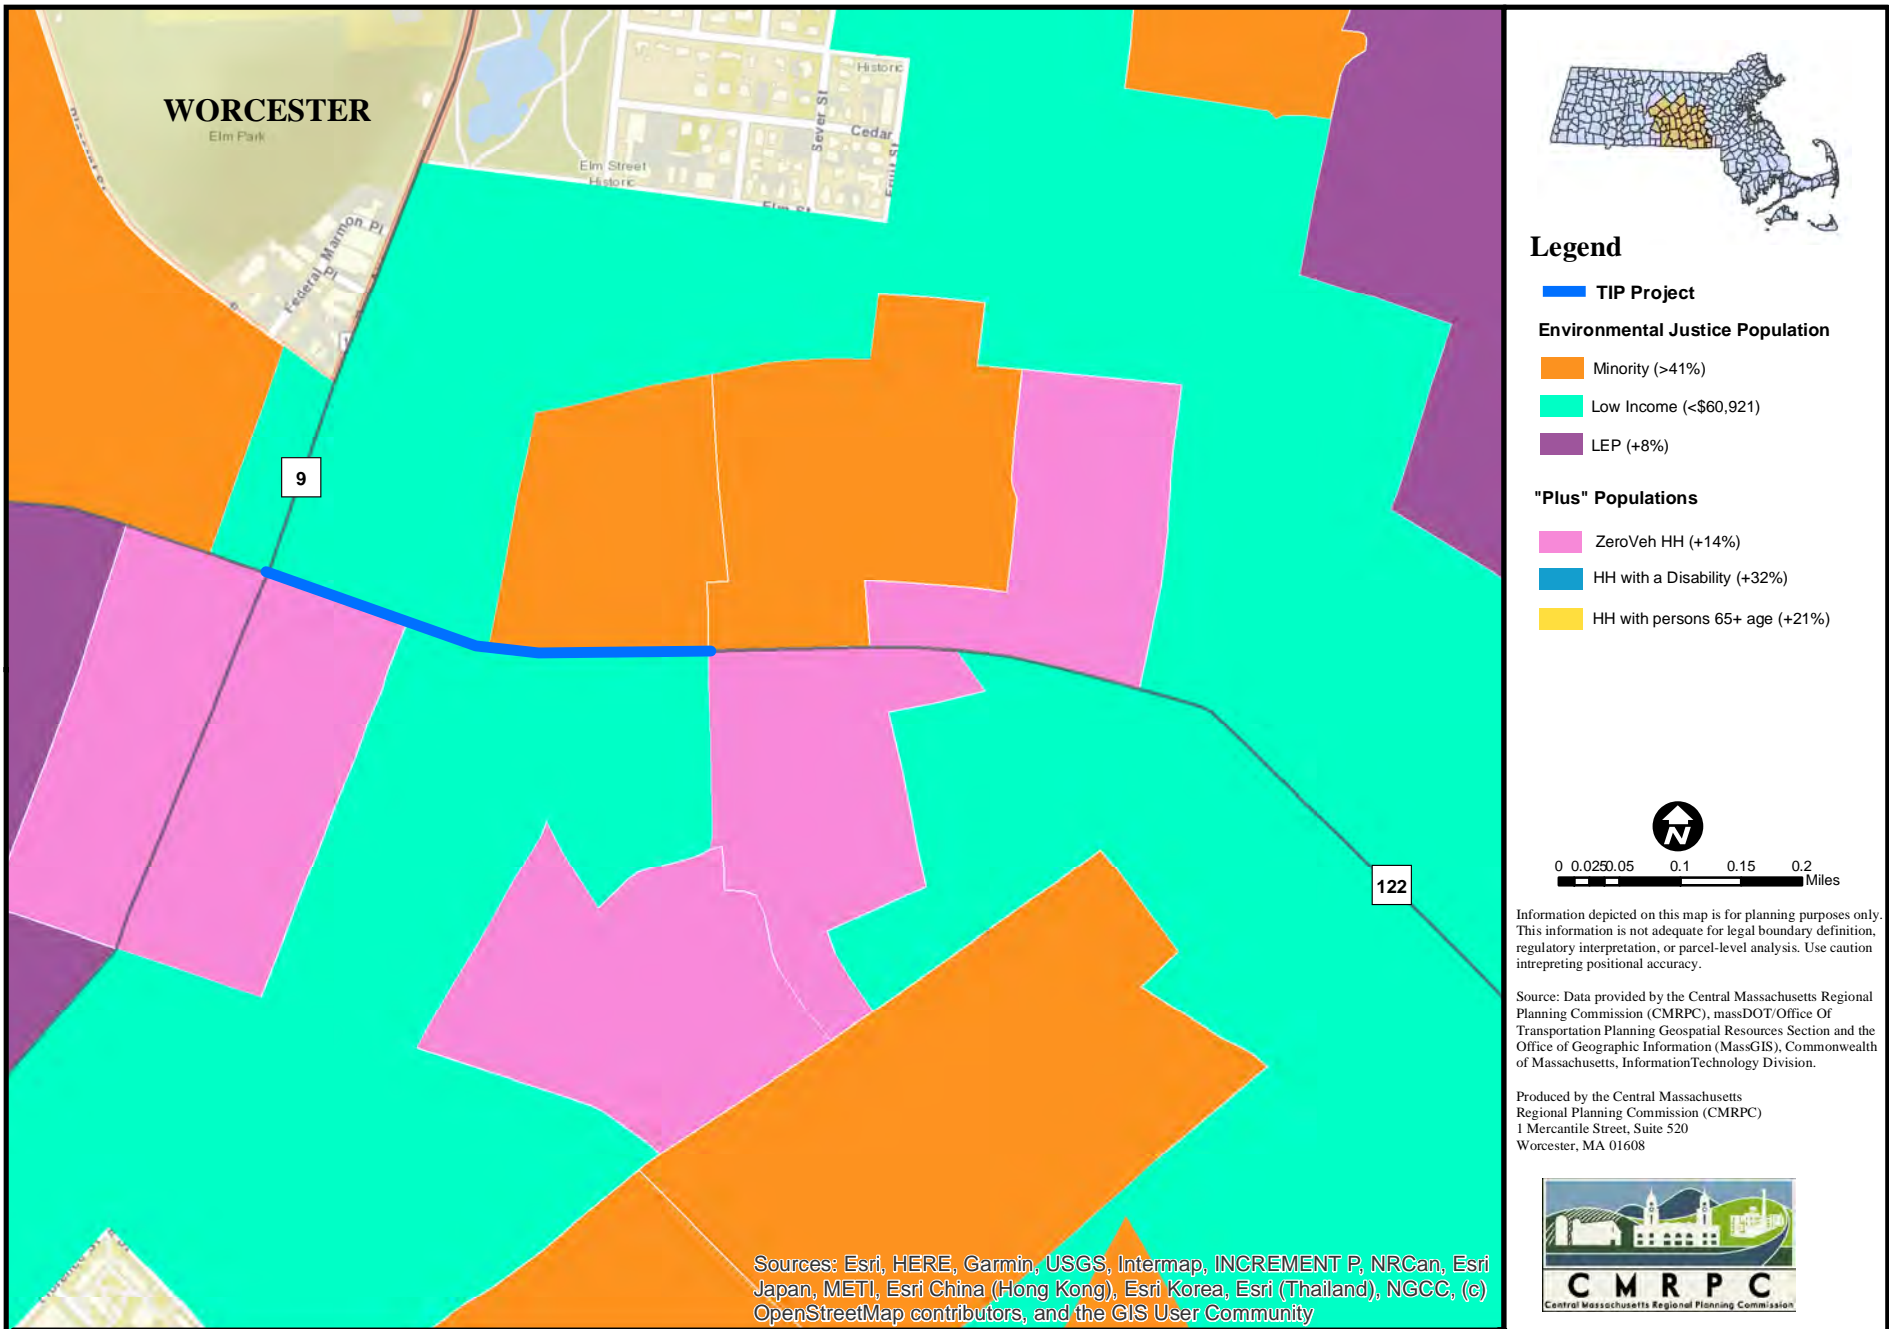 WORCESTER
Elm Park
Historic
Sever St
Cedar
Elm Street
Historic
Elm St
Marmon Pl
Federal
Pl
9
122
Sources: Esri, HERE, Garmin, USGS, Intermap, INCREMENT P, NRCan, Esri
Japan, METI, Esri China (Hong Kong), Esri Korea, Esri (Thailand), NGCC, (c)
OpenStreetMap contributors, and the GIS User Community
Legend
TIP Project
Environmental Justice Population
Minority (>41%)
Low Income (<$60,921)
LEP (+8%)
"Plus" Populations
ZeroVeh HH (+14%)
HH with a Disability (+32%)
HH with persons 65+ age (+21%)
N
0 0.025 0.05 0.1 0.15 0.2
Miles
Information depicted on this map is for planning purposes only.
This information is not adequate for legal boundary definition,
regulatory interpretation, or parcel-level analysis. Use caution
intrepreting positional accuracy.
Source: Data provided by the Central Massachusetts Regional
Planning Commission (CMRPC), massDOT/Office Of
Transportation Planning Geospatial Resources Section and the
Office of Geographic Information (MassGIS), Commonwealth
of Massachusetts, InformationTechnology Division.
Produced by the Central Massachusetts
Regional Planning Commission (CMRPC)
1 Mercantile Street, Suite 520
Worcester, MA 01608
CMRPC
Central Massachusetts Regional Planning Commission